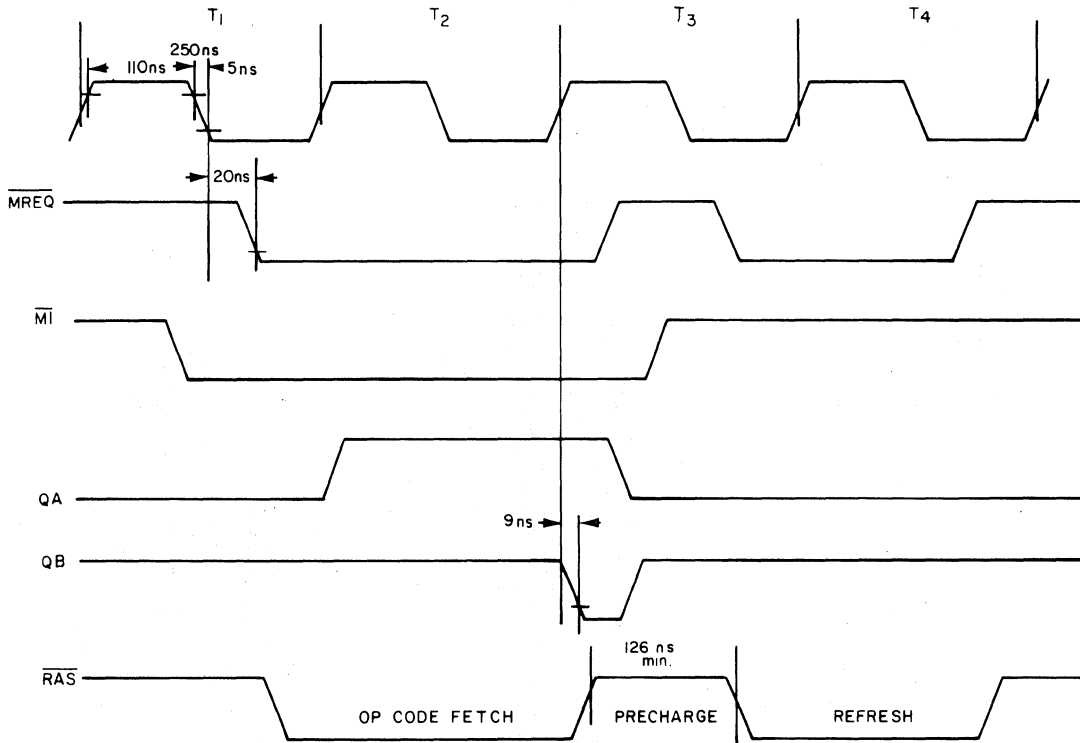 T1 T2 T3 T4
250ns
110ns 5ns
20ns
MREQ
MI
QA
9ns
QB
126 ns
min.
RAS
OP CODE FETCH PRECHARGE REFRESH